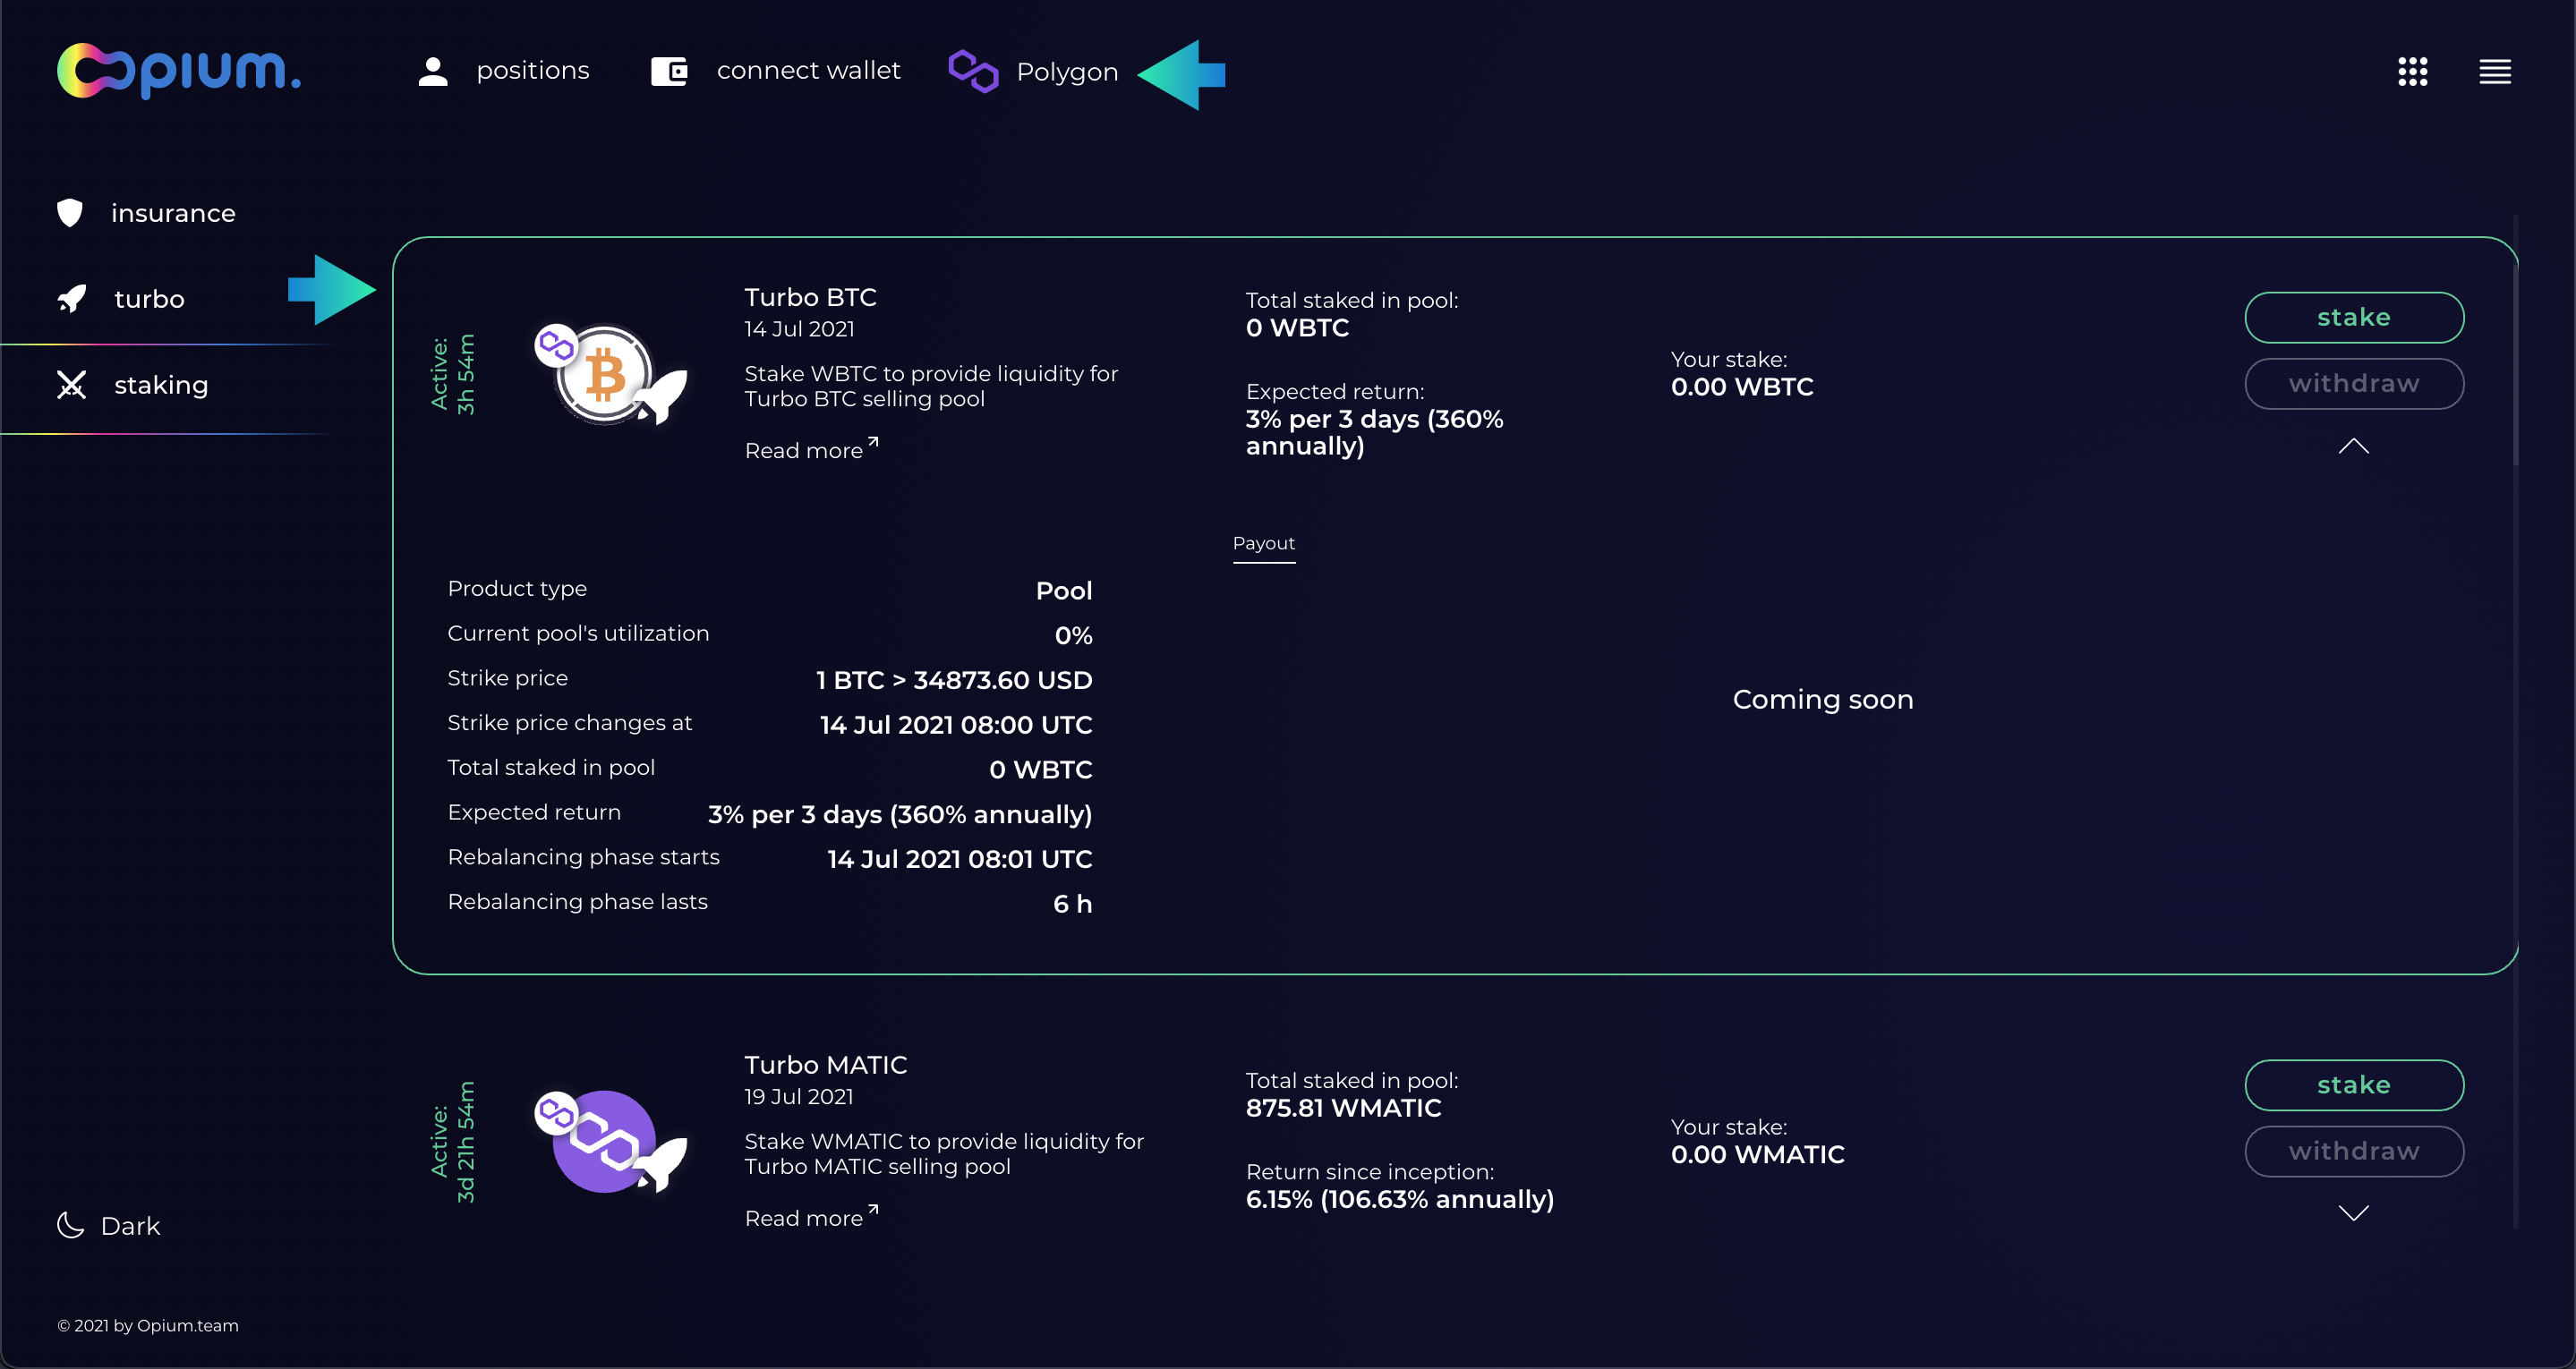 Opium.
positions
connect wallet
Polygon
insurance
turbo
staking
Active:
3h 54m
Turbo BTC
14 Jul 2021
Stake WBTC to provide liquidity for
Turbo BTC selling pool
Read more
Total staked in pool:
0 WBTC
Expected return:
3% per 3 days (360%
annually)
Your stake:
0.00 WBTC
stake
withdraw
Payout
Product type Pool
Current pool's utilization 0%
Strike price 1 BTC > 34873.60 USD
Strike price changes at 14 Jul 2021 08:00 UTC
Total staked in pool 0 WBTC
Expected return 3% per 3 days (360% annually)
Rebalancing phase starts 14 Jul 2021 08:01 UTC
Rebalancing phase lasts 6 h
Coming soon
Active:
3d 21h 54m
Turbo MATIC
19 Jul 2021
Stake WMATIC to provide liquidity for
Turbo MATIC selling pool
Read more
Total staked in pool:
875.81 WMATIC
Return since inception:
6.15% (106.63% annually)
Your stake:
0.00 WMATIC
stake
withdraw
Dark
© 2021 by Opium.team